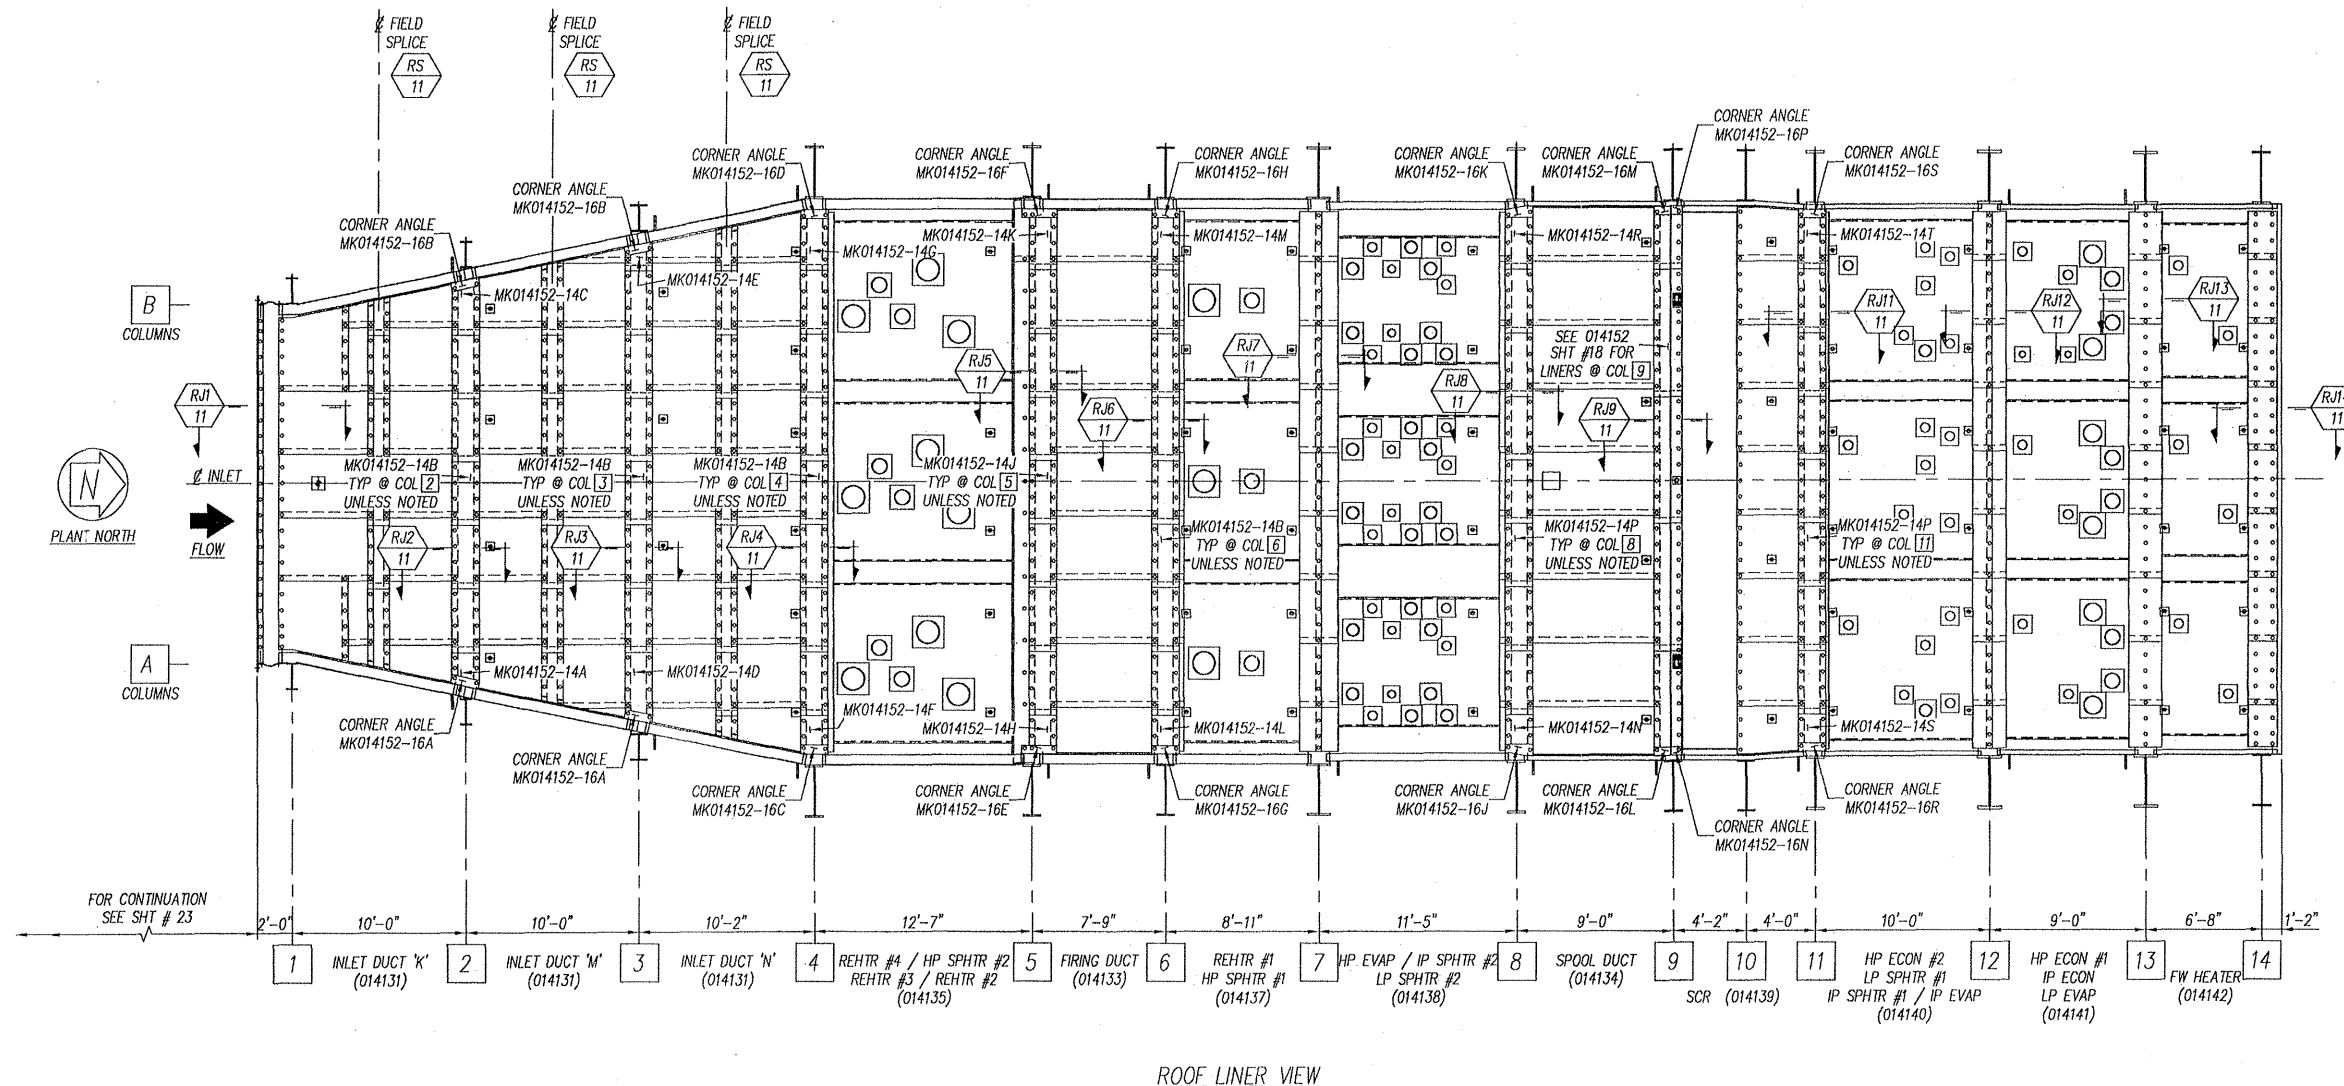 ℄ FIELD
SPLICE
RS
11
℄ FIELD
SPLICE
RS
11
℄ FIELD
SPLICE
RS
11
CORNER ANGLE
MK014152-16P
CORNER ANGLE
MK014152-16D
CORNER ANGLE
MK014152-16F
CORNER ANGLE
MK014152-16H
CORNER ANGLE
MK014152-16K
CORNER ANGLE
MK014152-16M
CORNER ANGLE
MK014152-16S
CORNER ANGLE
MK014152-16B
CORNER ANGLE
MK014152-16B
MK014152-14K
MK014152-14M
MK014152-14R
MK014152-14T
MK014152-14G
MK014152-14E
MK014152-14C
B
COLUMNS
RJ11
11
RJ12
11
RJ13
11
SEE 014152
SHT #18 FOR
LINERS @ COL 9
RJ7
11
RJ5
11
RJ8
11
RJ1
11
RJ6
11
RJ9
11
11
N
PLANT NORTH
℄ INLET
FLOW
MK014152-14B
TYP @ COL 2
UNLESS NOTED
MK014152-14B
TYP @ COL 3
UNLESS NOTED
MK014152-14B
TYP @ COL 4
UNLESS NOTED
MK014152-14J
TYP @ COL 5
UNLESS NOTED
MK014152-14B
TYP @ COL 6
UNLESS NOTED
MK014152-14P
TYP @ COL 8
UNLESS NOTED
MK014152-14P
TYP @ COL 11
UNLESS NOTED
RJ2
11
RJ3
11
RJ4
11
A
COLUMNS
MK014152-14A
MK014152-14D
MK014152-14F
MK014152-14H
MK014152-14L
MK014152-14N
MK014152-14S
CORNER ANGLE
MK014152-16A
CORNER ANGLE
MK014152-16A
CORNER ANGLE
MK014152-16C
CORNER ANGLE
MK014152-16E
CORNER ANGLE
MK014152-16G
CORNER ANGLE
MK014152-16J
CORNER ANGLE
MK014152-16L
CORNER ANGLE
MK014152-16R
CORNER ANGLE
MK014152-16N
FOR CONTINUATION
SEE SHT # 23
2'-0" 10'-0" 10'-0" 10'-2" 12'-7" 7'-9" 8'-11" 11'-5" 9'-0" 4'-2" 4'-0" 10'-0" 9'-0" 6'-8" 1'-2"
1 2 3 4 5 6 7 8 9 10 11 12 13 14
INLET DUCT 'K'
(014131)
INLET DUCT 'M'
(014131)
INLET DUCT 'N'
(014131)
REHTR #4 / HP SPHTR #2
REHTR #3 / REHTR #2
(014135)
FIRING DUCT
(014133)
REHTR #1
HP SPHTR #1
(014137)
HP EVAP / IP SPHTR #2
LP SPHTR #2
(014138)
SPOOL DUCT
(014134)
SCR (014139)
HP ECON #2
LP SPHTR #1
IP SPHTR #1 / IP EVAP
(014140)
HP ECON #1
IP ECON
LP EVAP
(014141)
FW HEATER
(014142)
ROOF LINER VIEW